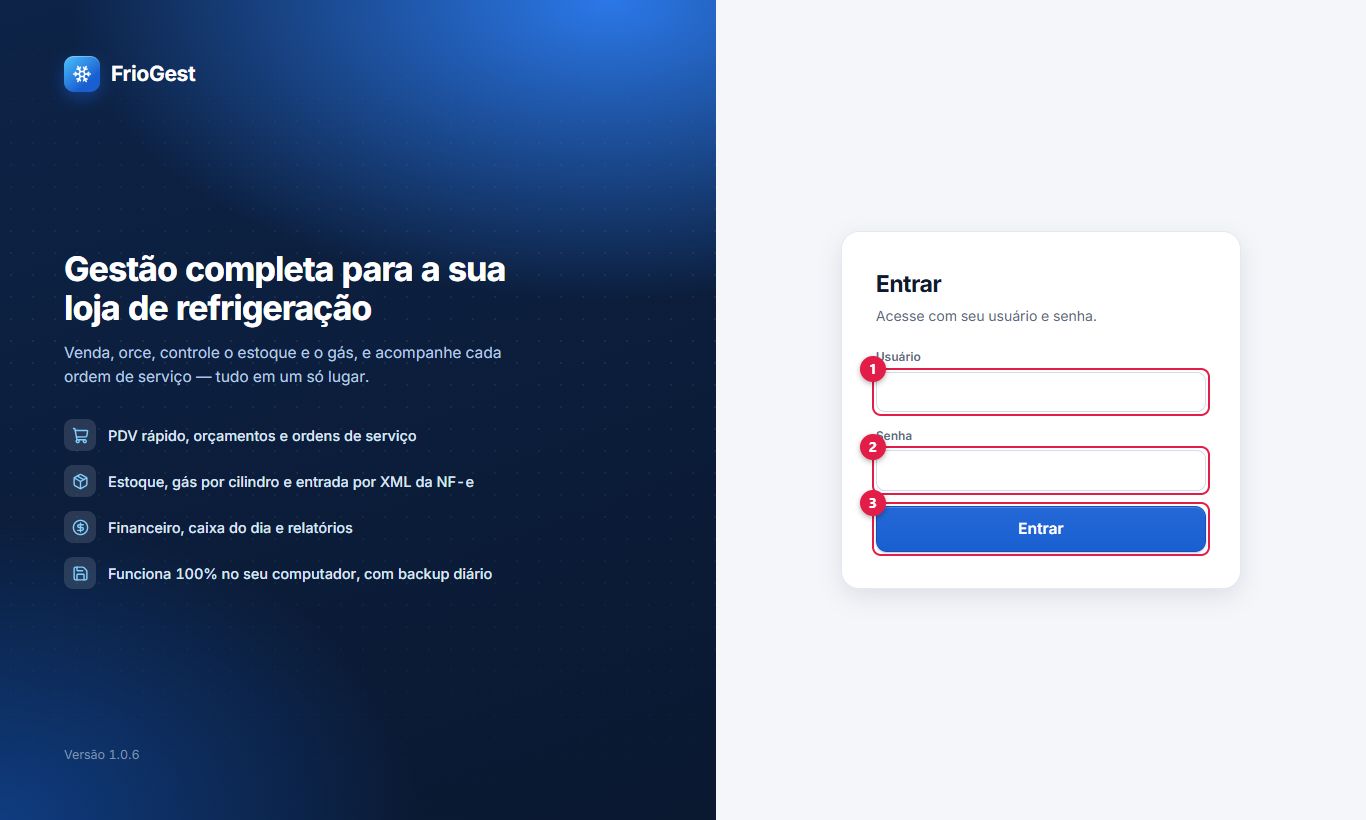 FrioGest
Gestão completa para a sua
loja de refrigeração
Venda, orce, controle o estoque e o gás, e acompanhe cada
ordem de serviço — tudo em um só lugar.
PDV rápido, orçamentos e ordens de serviço
Estoque, gás por cilindro e entrada por XML da NF-e
Financeiro, caixa do dia e relatórios
Funciona 100% no seu computador, com backup diário
Versão 1.0.6
Entrar
Acesse com seu usuário e senha.
Usuário
1
Senha
2
3
Entrar